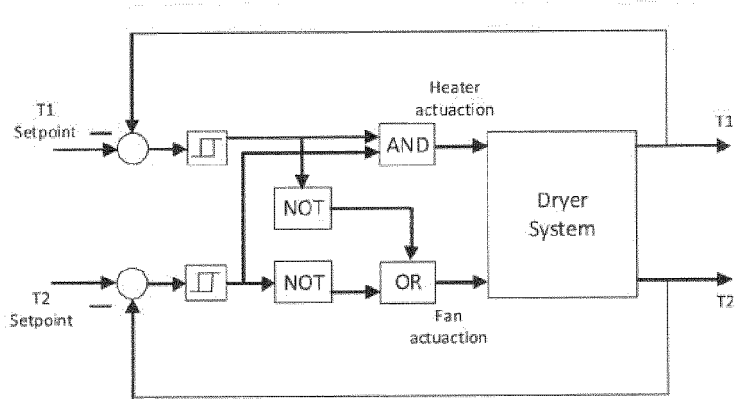 Heater
actuaction
T1
Setpoint
T1
AND
Dryer
System
NOT
T2
Setpoint
NOT
OR
T2
Fan
actuaction